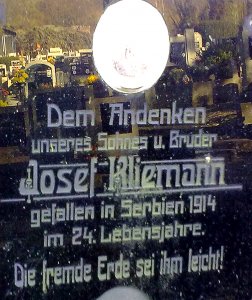 Dem Andenken
unseres Sohnes u. Bruder
Josef Kliemann
gefallen in Serbien 1914
im 24. Lebensjahre.
Die fremde Erde sei ihm leicht!